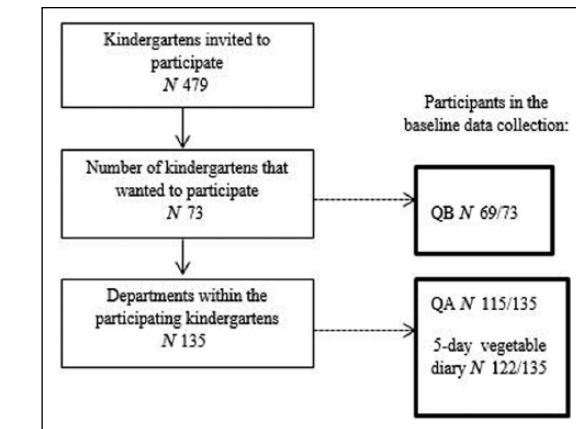 Kindergartens invited to
participate
N 479
Number of kindergartens that
wanted to participate
N 73
Departments within the
participating kindergartens
N 135
Participants in the
baseline data collection:
QB N 69/73
QA N 115/135
5-day vegetable
diary N 122/135